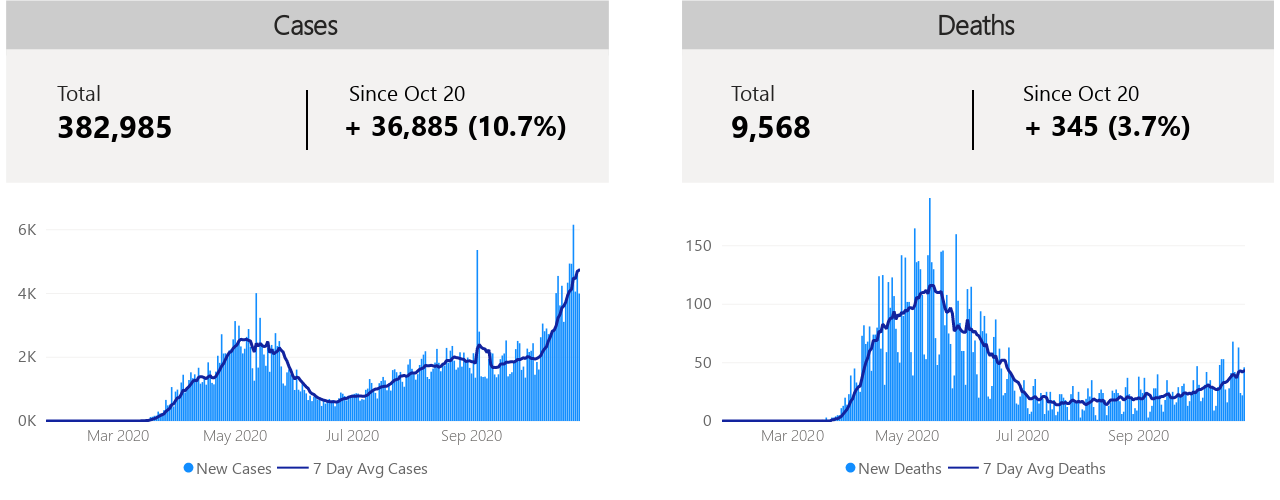 Cases
Total
382,985
Since Oct 20
+ 36,885 (10.7%)
6K
4K
2K
0K
Mar 2020 May 2020 Jul 2020 Sep 2020
New Cases 7 Day Avg Cases
Deaths
Total
9,568
Since Oct 20
+ 345 (3.7%)
150
100
50
0
Mar 2020 May 2020 Jul 2020 Sep 2020
New Deaths 7 Day Avg Deaths